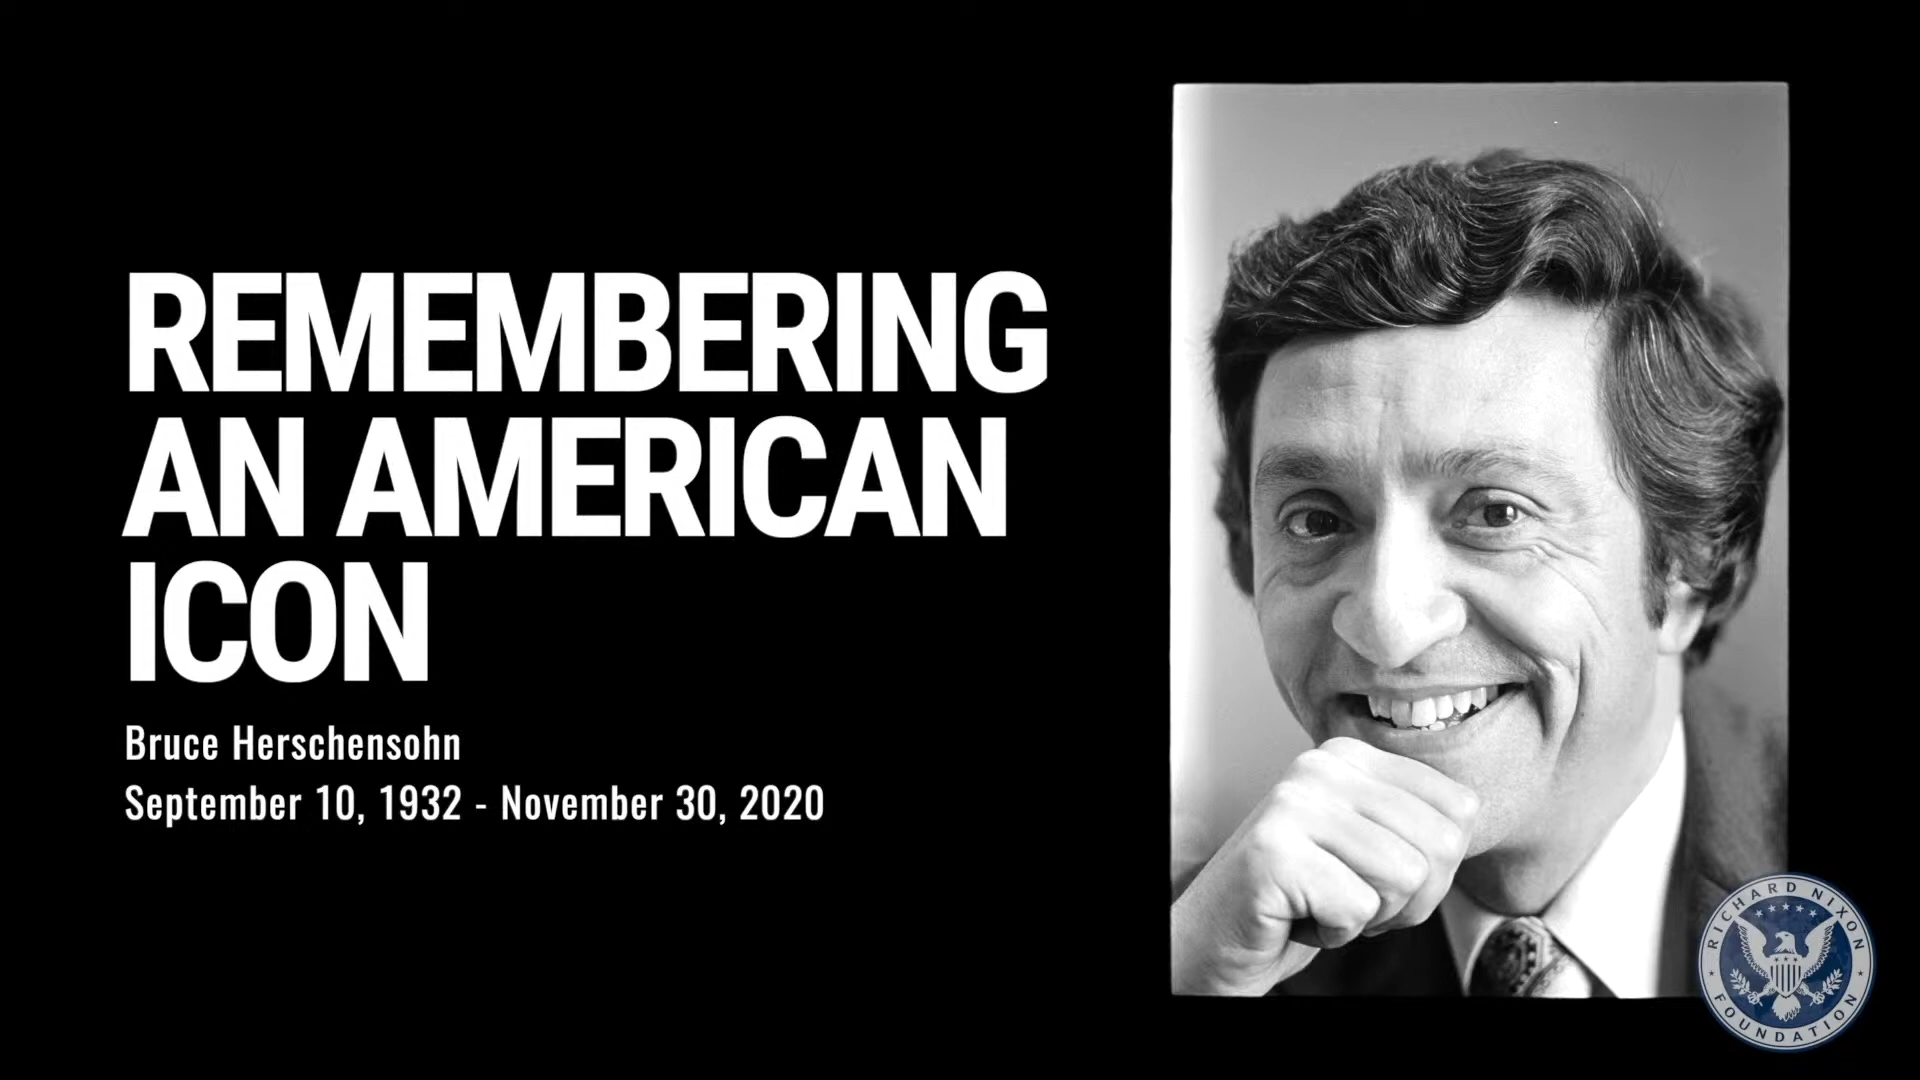 REMEMBERING
AN AMERICAN
ICON
Bruce Herschensohn
September 10, 1932 - November 30, 2020
RICHARD NIXON
FOUNDATION